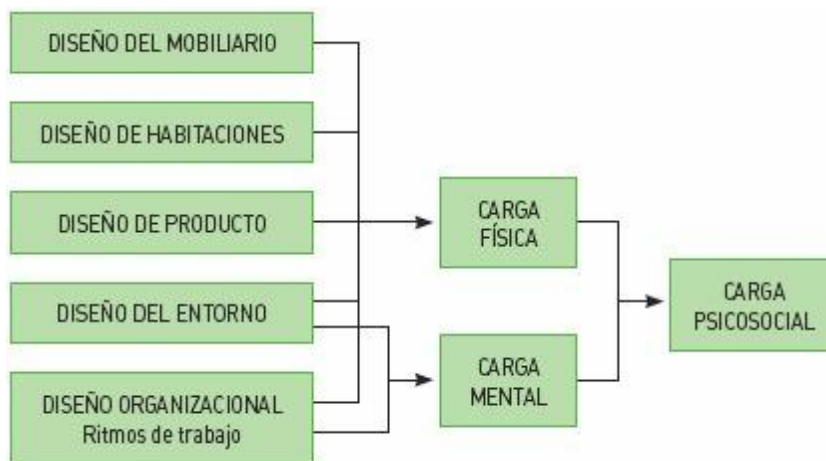 DISEÑO DEL MOBILIARIO
DISEÑO DE HABITACIONES
DISEÑO DE PRODUCTO
DISEÑO DEL ENTORNO
DISEÑO ORGANIZACIONAL
Ritmos de trabajo
CARGA
FÍSICA
CARGA
MENTAL
CARGA
PSICOSOCIAL